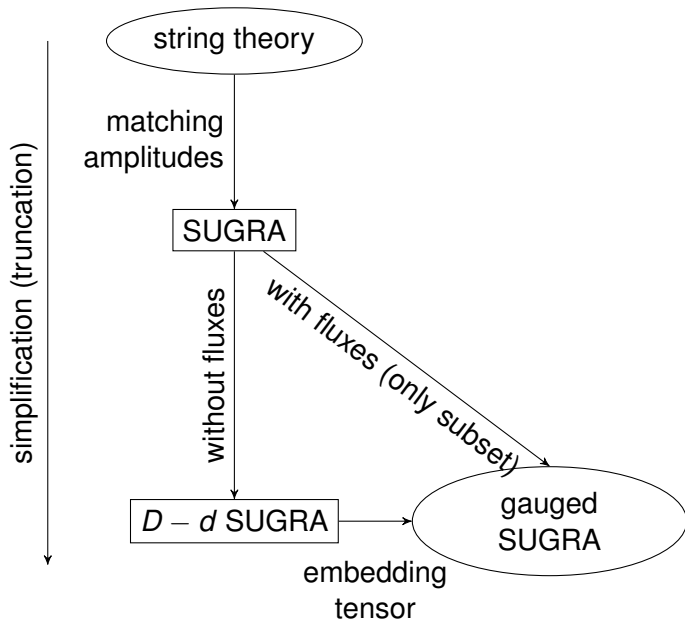 string theory
matching
amplitudes
simplification (truncation)
SUGRA
without fluxes
with fluxes (only subset)
D − d SUGRA
gauged
SUGRA
embedding
tensor